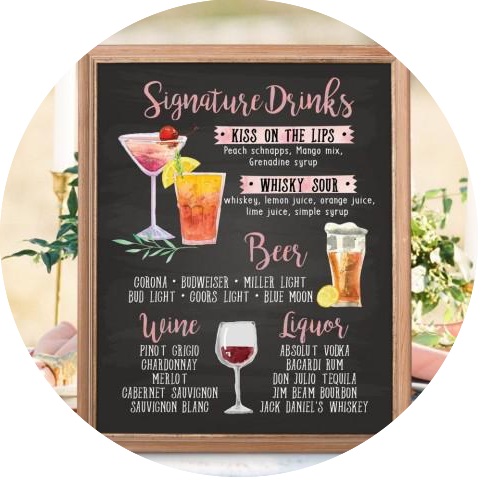 Signature Drinks
• KISS ON THE LIPS •
Peach schnapps, Mango mix,
Grenadine syrup
• WHISKY SOUR •
whiskey, lemon juice, orange juice,
lime juice, simple syrup
Beer
CORONA • BUDWEISER • MILLER LIGHT
BUD LIGHT • COORS LIGHT • BLUE MOON
Wine
PINOT GRIGIO
CHARDONNAY
MERLOT
CABERNET SAUVIGNON
SAUVIGNON BLANC
Liquor
ABSOLUT VODKA
BACARDI RUM
DON JULIO TEQUILA
JIM BEAM BOURBON
JACK DANIEL'S WHISKEY